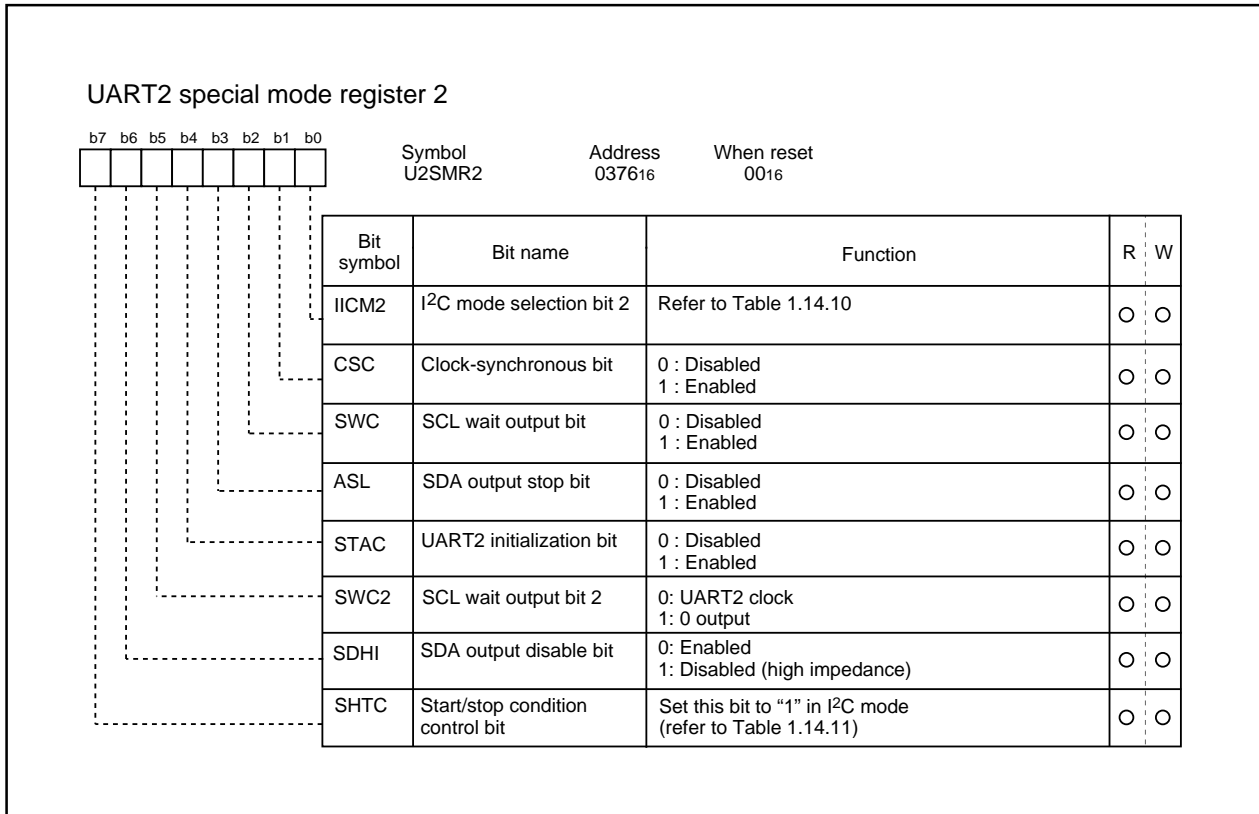 UART2 special mode register 2
b7 b6 b5 b4 b3 b2 b1 b0
Symbol Address When reset
U2SMR2 037616 0016
Bit symbol Bit name Function R W
IICM2 I2C mode selection bit 2 Refer to Table 1.14.10
CSC Clock-synchronous bit 0 : Disabled
1 : Enabled
SWC SCL wait output bit 0 : Disabled
1 : Enabled
ASL SDA output stop bit 0 : Disabled
1 : Enabled
STAC UART2 initialization bit 0 : Disabled
1 : Enabled
SWC2 SCL wait output bit 2 0: UART2 clock
1: 0 output
SDHI SDA output disable bit 0: Enabled
1: Disabled (high impedance)
SHTC Start/stop condition Set this bit to “1” in I2C mode
control bit (refer to Table 1.14.11)